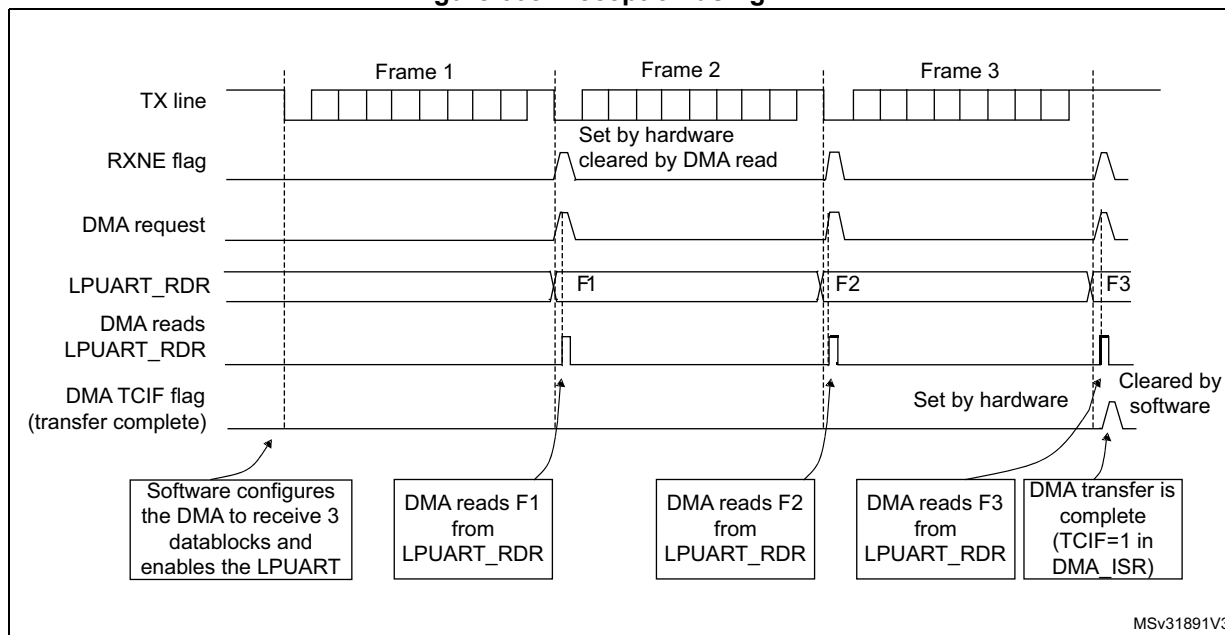 Frame 1
Frame 2
Frame 3
TX line
Set by hardware
cleared by DMA read
RXNE flag
DMA request
LPUART_RDR
F1
F2
F3
DMA reads
LPUART_RDR
DMA TCIF flag
(transfer complete)
Set by hardware
Cleared by
software
Software configures
the DMA to receive 3
datablocks and
enables the LPUART
DMA reads F1
from
LPUART_RDR
DMA reads F2
from
LPUART_RDR
DMA reads F3
from
LPUART_RDR
DMA transfer is
complete
(TCIF=1 in
DMA_ISR)
MSv31891V3